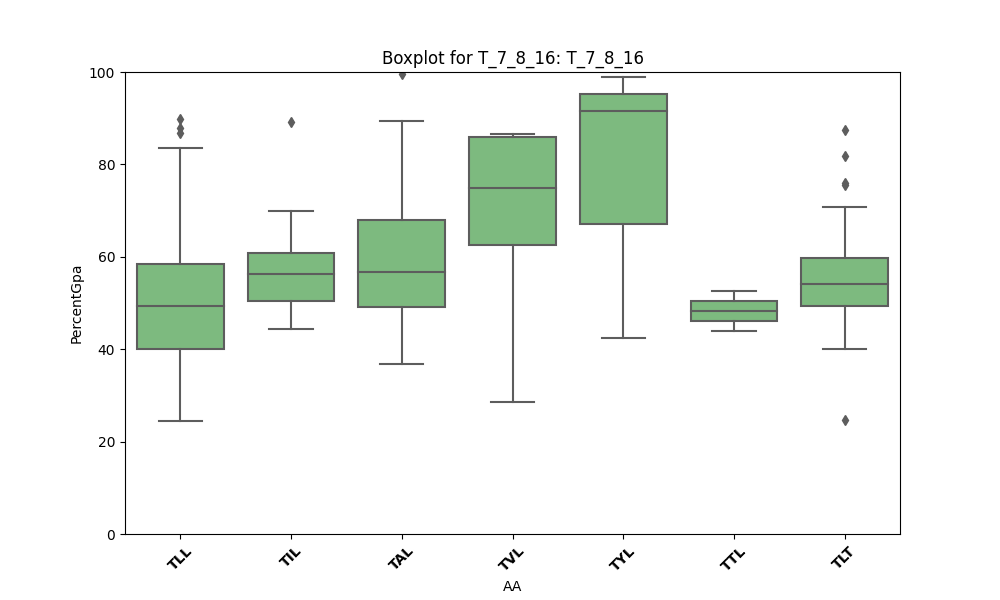 Boxplot for T_7_8_16: T_7_8_16
100
80
60
40
20
0
PercentGpa
TLL
TIL
TAL
TVL
TYL
TTL
TLT
AA